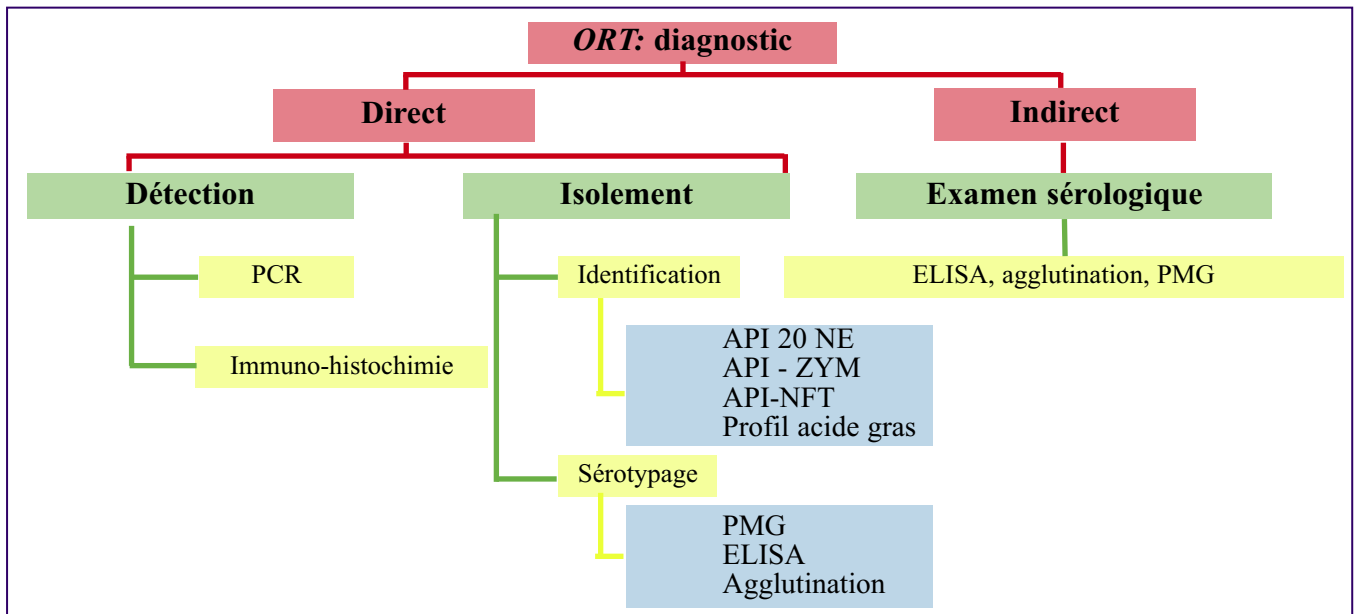 ORT: diagnostic
Direct
Indirect
Détection
Isolement
Examen sérologique
PCR
Identification
ELISA, agglutination, PMG
Immuno-histochimie
API 20 NE
API - ZYM
API-NFT
Profil acide gras
Sérotypage
PMG
ELISA
Agglutination